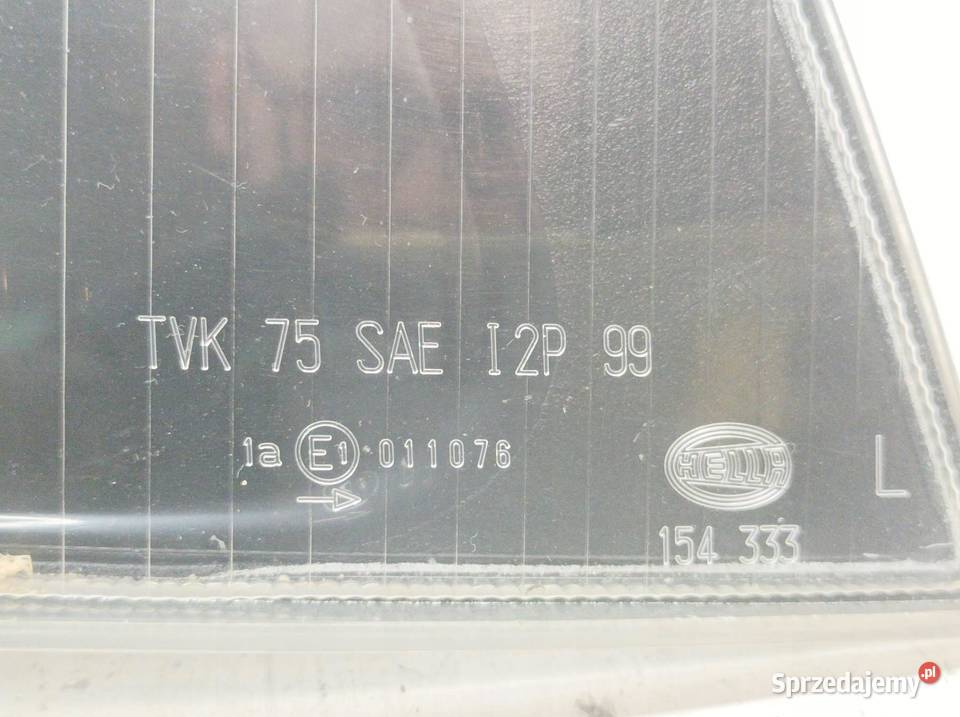 TVK 75 SAE I2P 99
1a E1 011076
HELLA
L
154 333
Sprzedajemy.pl